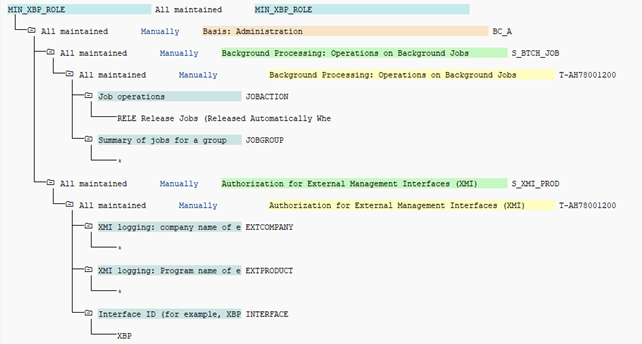 MIN_XBP_ROLE All maintained MIN_XBP_ROLE
All maintained Manually Basis: Administration BC_A
All maintained Manually Background Processing: Operations on Background Jobs S_BTCH_JOB
All maintained Manually Background Processing: Operations on Background Jobs T-AH78001200
Job operations JOBACTION
RELE Release Jobs (Released Automatically Whe
Summary of jobs for a group JOBGROUP
*
All maintained Manually Authorization for External Management Interfaces (XMI) S_XMI_PROD
All maintained Manually Authorization for External Management Interfaces (XMI) T-AH78001200
XMI logging: company name of e EXTCOMPANY
*
XMI logging: Program name of e EXTPRODUCT
*
Interface ID (for example, XBP INTERFACE
XBP